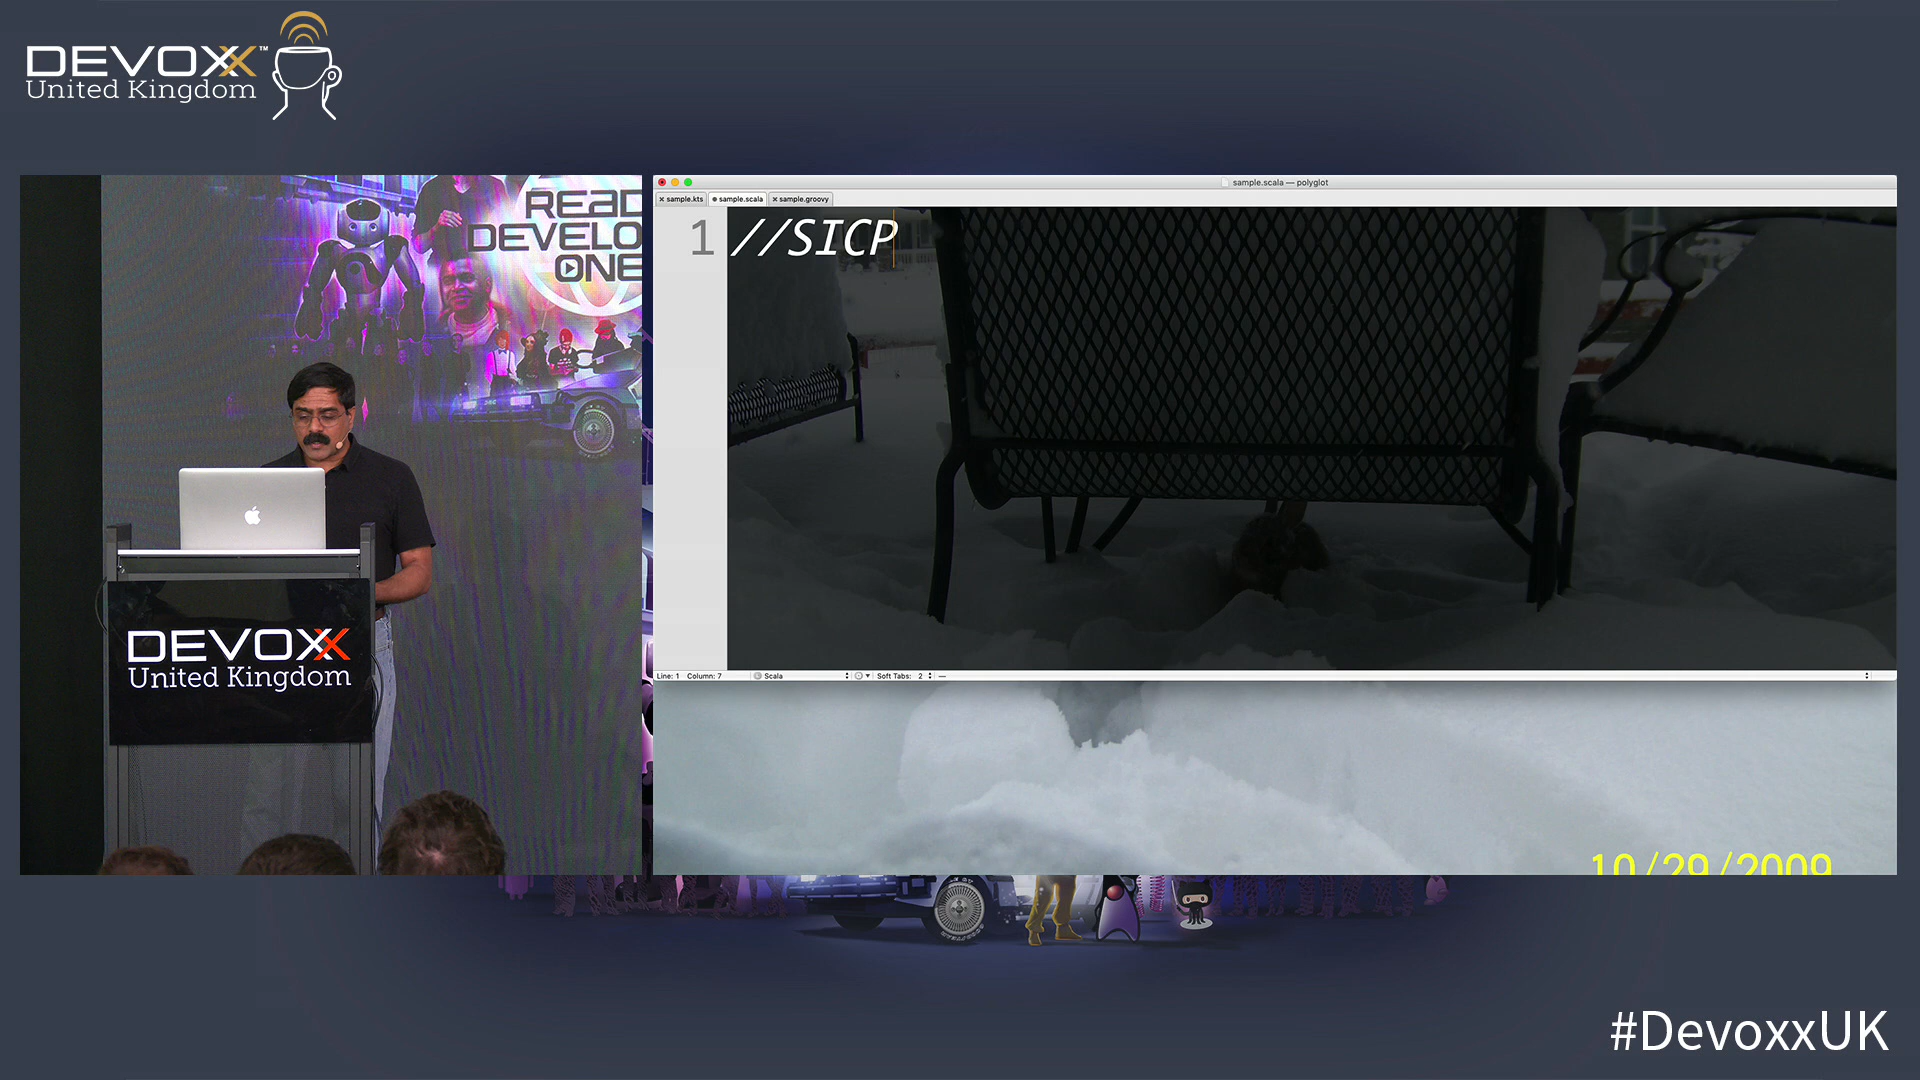 DEVOXX™
United Kingdom
READ
DEVELO
ONE
DEVOXX
United Kingdom
sample.scala — polyglot
sample.kts
sample.scala
sample.groovy
1 //SICP
Line: 1 Column: 7 Scala Soft Tabs: 2 —
10/29/2009
#DevoxxUK